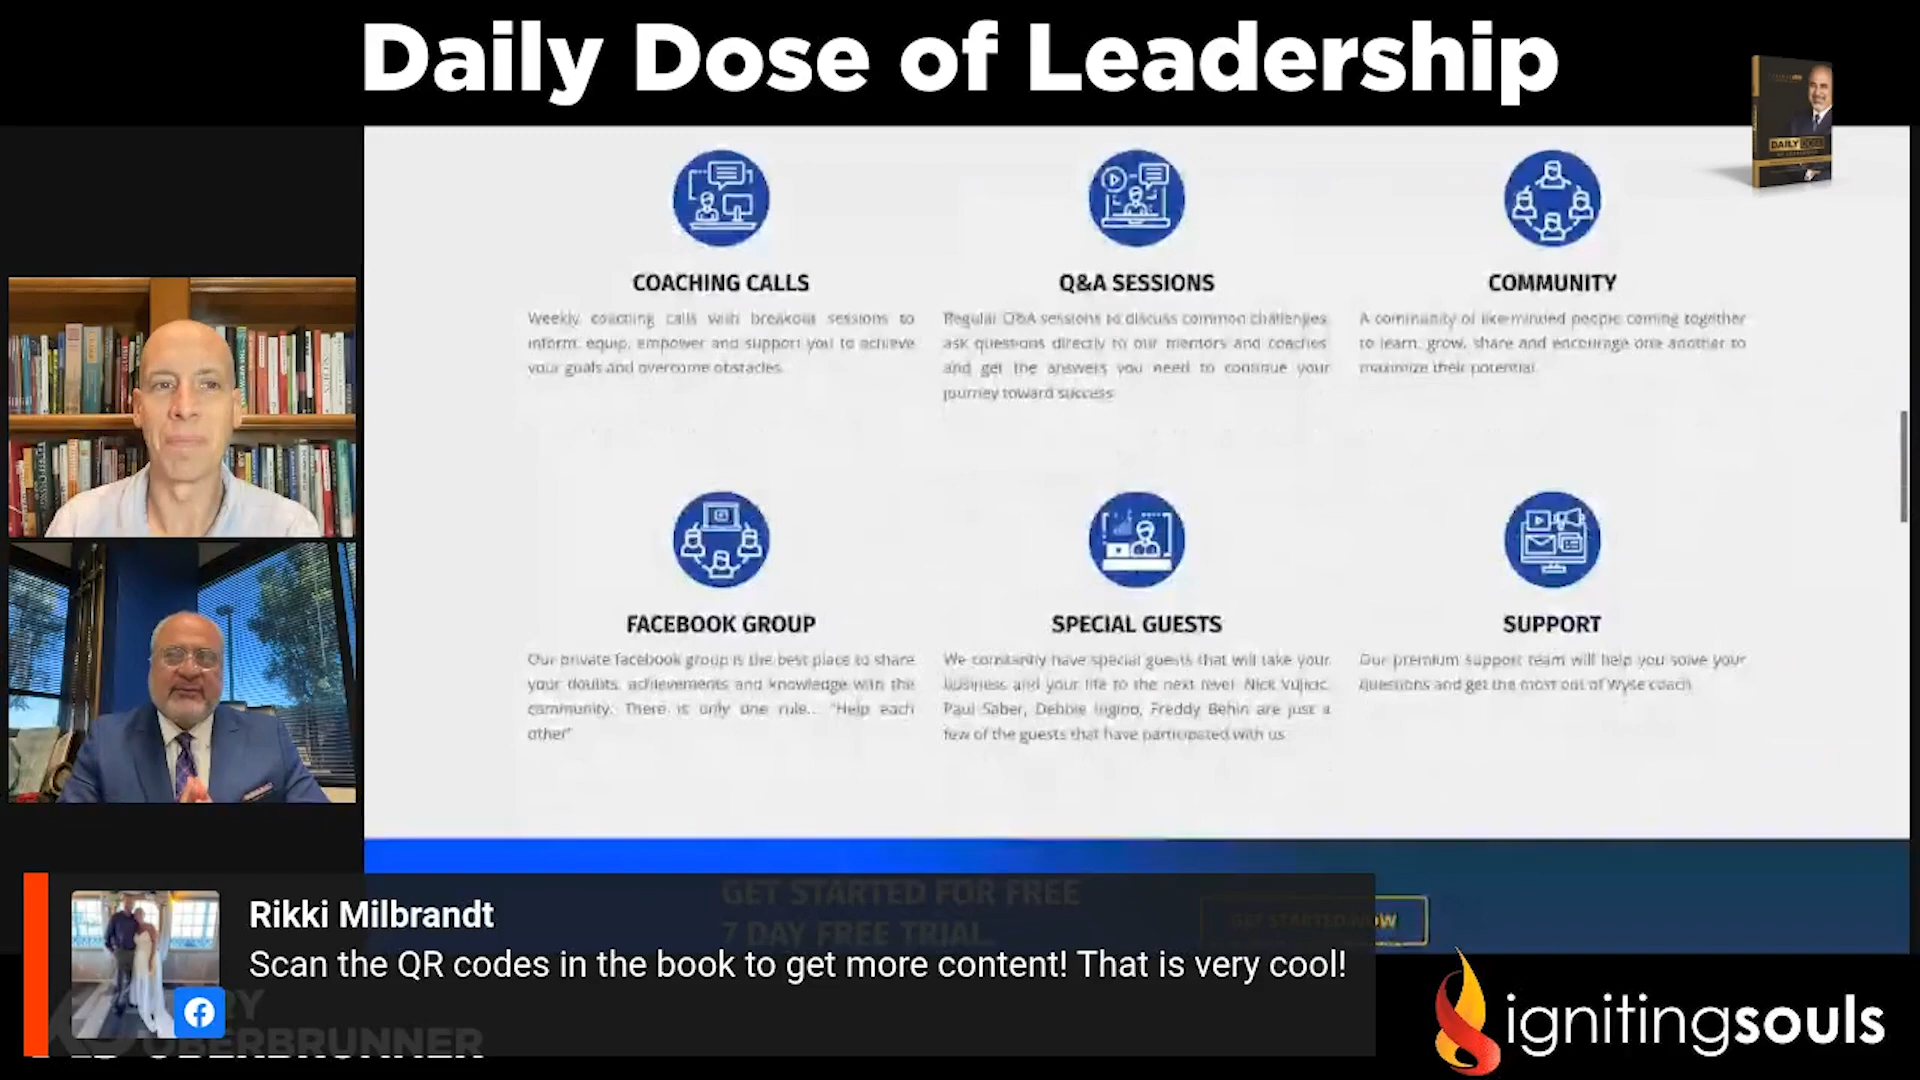 Daily Dose of Leadership
DAILY DOSE
COACHING CALLS
Weekly coaching calls with breakout sessions to
inform, equip, empower and support you to achieve
your goals and overcome obstacles.
Q&A SESSIONS
Regular Q&A sessions to discuss common challenges
ask questions directly to our mentors and coaches
and get the answers you need to continue your
journey toward success
COMMUNITY
A community of like-minded people coming together
to learn, grow, share and encourage one another to
maximize their potential
FACEBOOK GROUP
Our private facebook group is the best place to share
your doubts, achievements and knowledge with the
community. There is only one rule... "Help each
other"
SPECIAL GUESTS
We constantly have special guests that will take your
business and your life to the next level. Nick Vujicic,
Paul Saber, Debbie Freddy Behin are just a
few of the guests that have participated with us
SUPPORT
Our premium support team will help you solve your
questions and get the most out of Wyse coach
GET STARTED FOR FREE
7 DAY FREE TRIAL
GET STARTED NOW
Rikki Milbrandt
Scan the QR codes in the book to get more content! That is very cool!
OBERBRUNNER
ignitingsouls